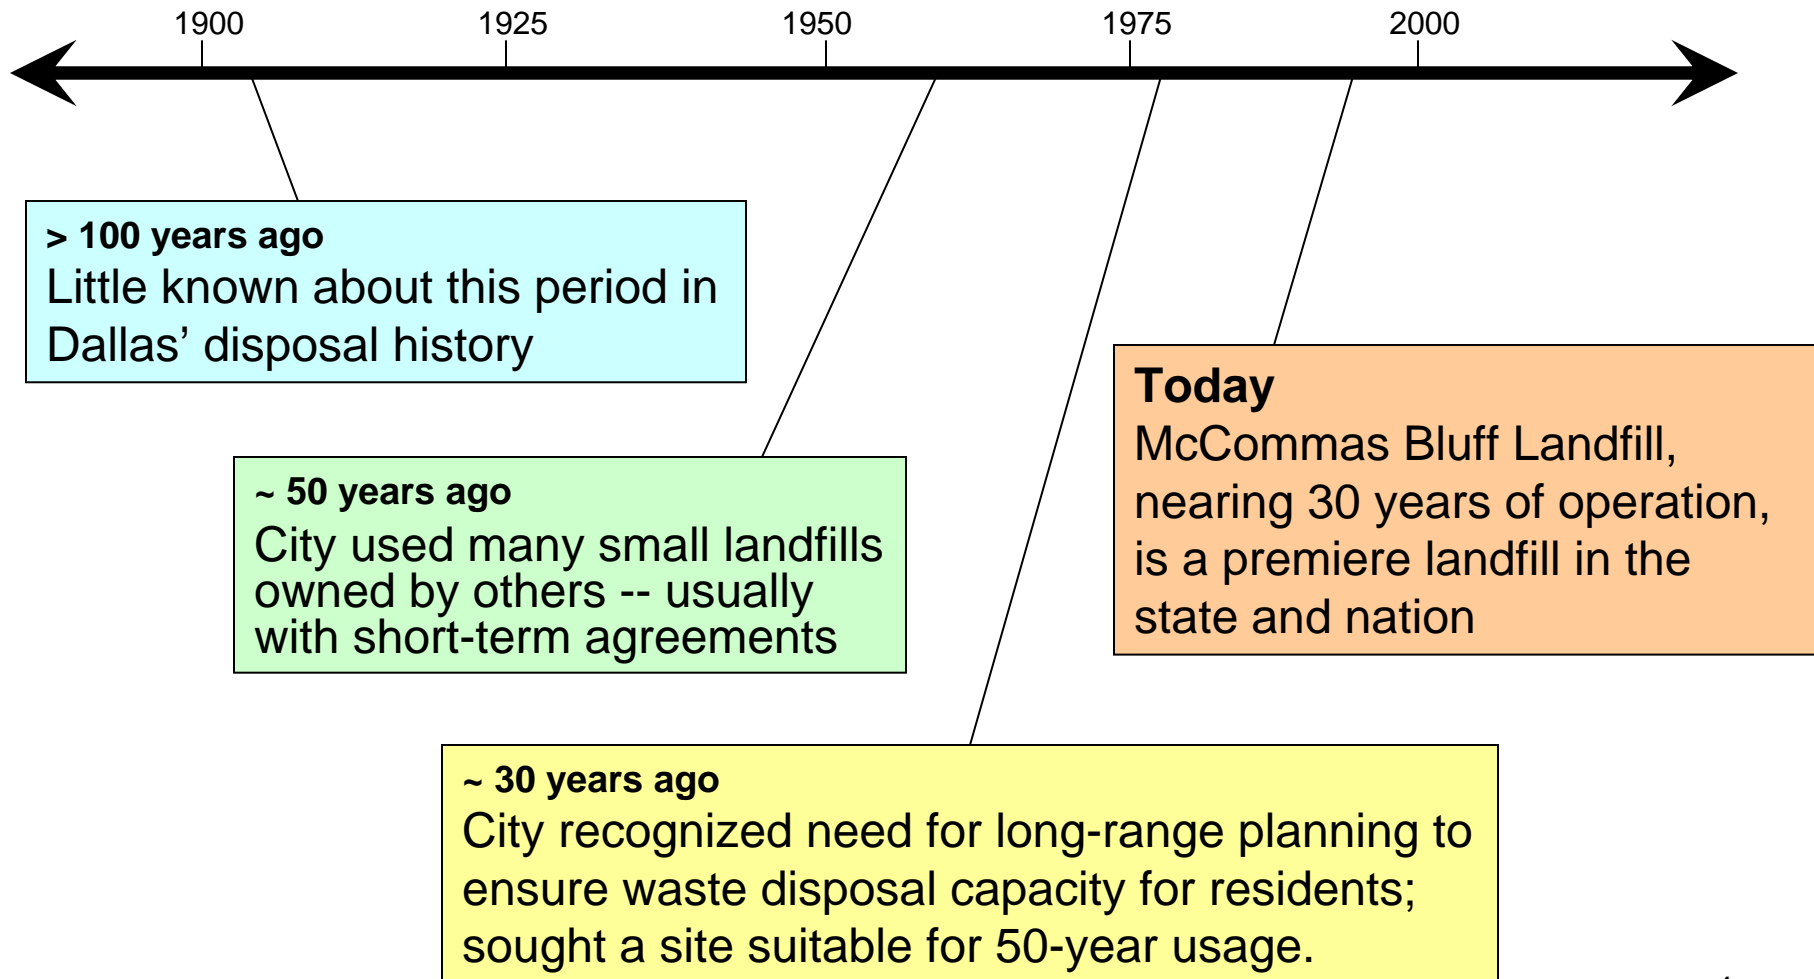 1900 1925 1950 1975 2000
> 100 years ago
Little known about this period in
Dallas’ disposal history
~ 50 years ago
City used many small landfills
owned by others -- usually
with short-term agreements
Today
McCommas Bluff Landfill,
nearing 30 years of operation,
is a premiere landfill in the
state and nation
~ 30 years ago
City recognized need for long-range planning to
ensure waste disposal capacity for residents;
sought a site suitable for 50-year usage.